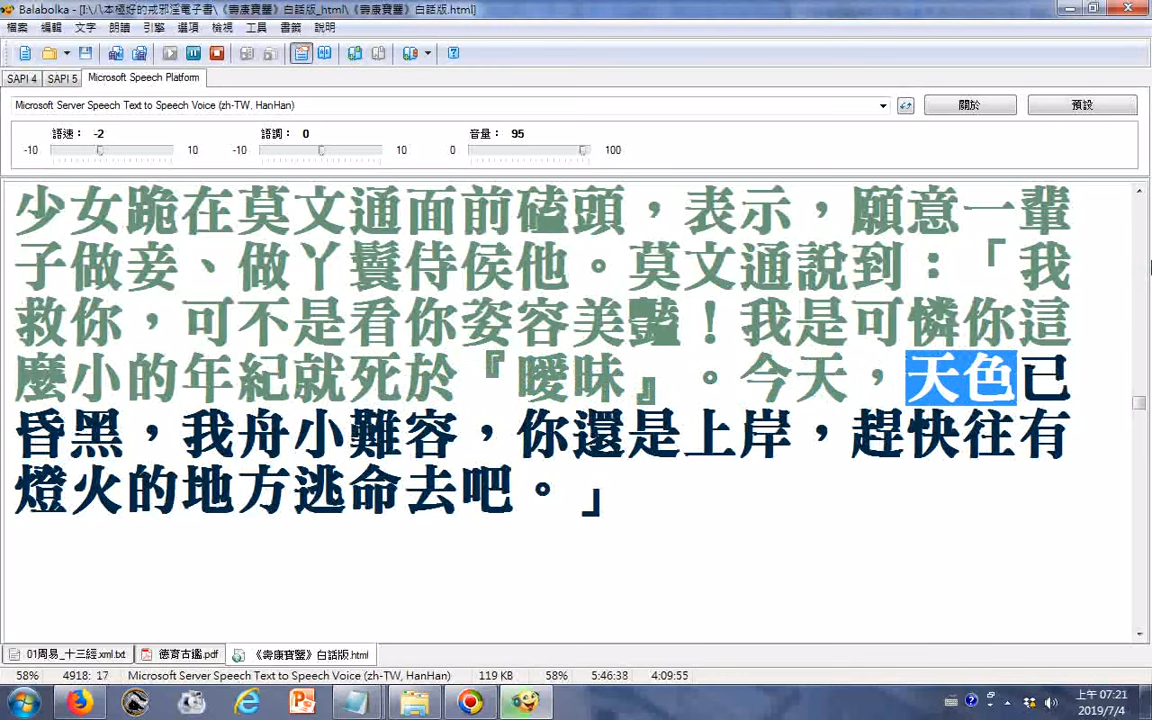 Balabolka - [I:\八本極好的戒邪淫電子書\《壽康寶鑒》白話版_html\《壽康寶鑒》白話版.html]
檔案 編輯 文字 朗讀 引擎 選項 檢視 工具 書籤 說明
SAPI 4 SAPI 5 Microsoft Speech Platform
Microsoft Server Speech Text to Speech Voice (zh-TW, HanHan) 關於 預設
語速： -2 語調： 0 音量： 95
-10 10 -10 10 0 100
少女跪在莫文通面前磕頭，表示，願意一輩
子做妾、做丫鬟侍侯他。莫文通說到：「我
救你，可不是看你姿容美豔！我是可憐你這
麼小的年紀就死於『曖昧』。今天，天色已
昏黑，我舟小難容，你還是上岸，趕快往有
燈火的地方逃命去吧。」
01周易_十三經.xml.txt 德育古鑑.pdf 《壽康寶鑒》白話版.html
58% 4918: 17 Microsoft Server Speech Text to Speech Voice (zh-TW, HanHan) 119 KB 58% 5:46:38 4:09:55
上午 07:21
2019/7/4